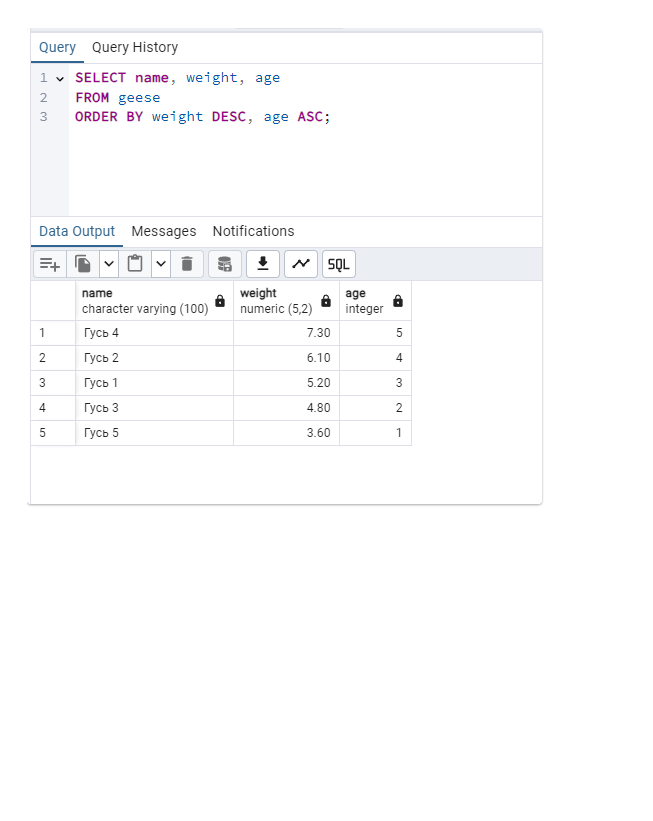 Query Query History
1 SELECT name, weight, age
2 FROM geese
3 ORDER BY weight DESC, age ASC;
Data Output Messages Notifications
SQL
name weight age
character varying (100) numeric (5,2) integer
1 Гусь 4 7.30 5
2 Гусь 2 6.10 4
3 Гусь 1 5.20 3
4 Гусь 3 4.80 2
5 Гусь 5 3.60 1